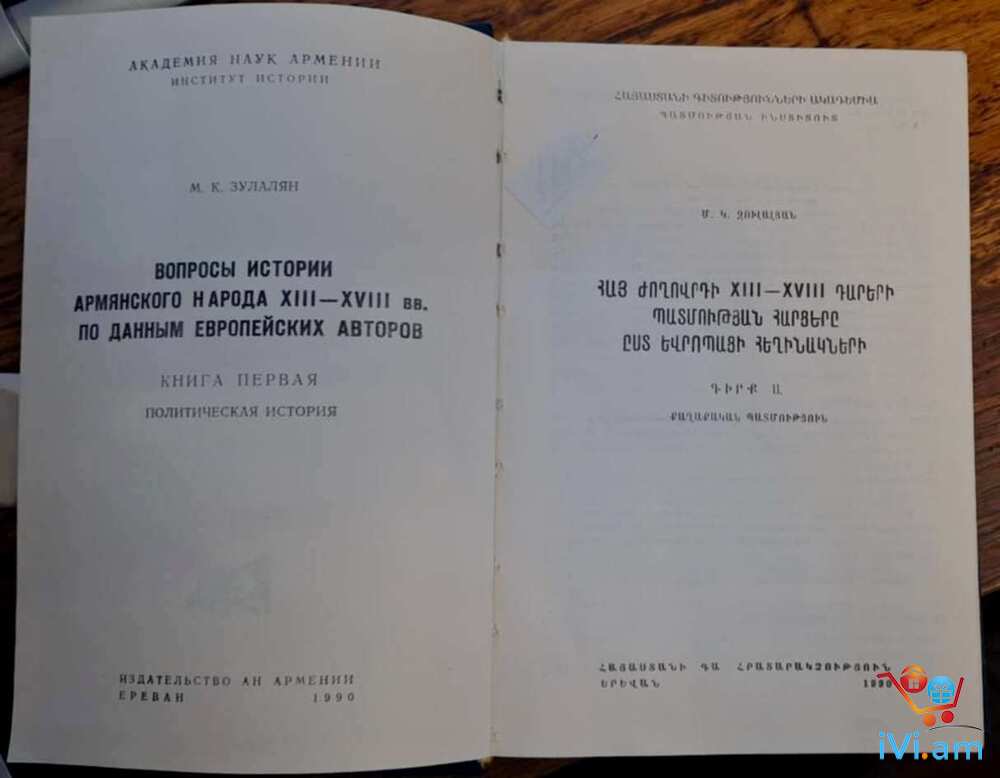 АКАДЕМИЯ НАУК АРМЕНИИ
ИНСТИТУТ ИСТОРИИ
М. К. ЗУЛАЛЯН
ВОПРОСЫ ИСТОРИИ
АРМЯНСКОГО НАРОДА XIII—XVIII вв.
ПО ДАННЫМ ЕВРОПЕЙСКИХ АВТОРОВ
КНИГА ПЕРВАЯ
ПОЛИТИЧЕСКАЯ ИСТОРИЯ
ИЗДАТЕЛЬСТВО АН АРМЕНИИ
ЕРЕВАН 1990
ՀԱՅԱՍՏԱՆԻ ԳԻՏՈՒԹՅՈՒՆՆԵՐԻ ԱԿԱԴԵՄԻԱ
ՊԱՏՄՈՒԹՅԱՆ ԻՆՍՏԻՏՈՒՏ
Մ. Կ. ԶՈՒԼԱԼՅԱՆ
ՀԱՅ ԺՈՂՈՎՐԴԻ XIII—XVIII ԴԱՐԵՐԻ
ՊԱՏՄՈՒԹՅԱՆ ՀԱՐՑԵՐԸ
ԸՍՏ ԵՎՐՈՊԱՑԻ ՀԵՂԻՆԱԿՆԵՐԻ
ԳԻՐՔ Ա
ՔԱՂԱՔԱԿԱՆ ՊԱՏՄՈՒԹՅՈՒՆ
ՀԱՅԱՍՏԱՆԻ ԳԱ ՀՐԱՏԱՐԱԿՉՈՒԹՅՈՒՆ
ԵՐԵՎԱՆ 1990
iVi.am